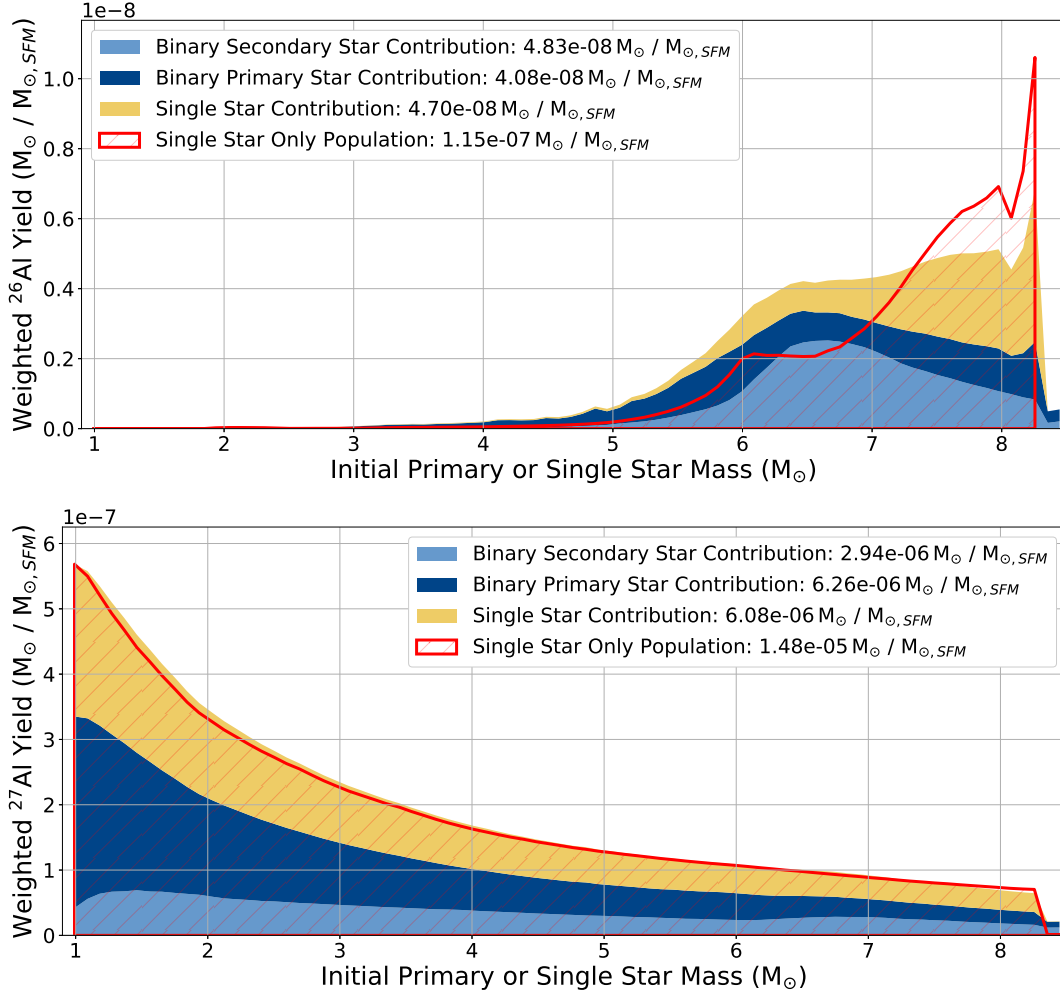 1e−8
Binary Secondary Star Contribution: 4.83e-08 M⊙ / M⊙,SFM
Binary Primary Star Contribution: 4.08e-08 M⊙ / M⊙,SFM
Single Star Contribution: 4.70e-08 M⊙ / M⊙,SFM
Single Star Only Population: 1.15e-07 M⊙ / M⊙,SFM
Weighted ²⁶Al Yield (M⊙ / M⊙,SFM)
1.0
0.8
0.6
0.4
0.2
0.0
1 2 3 4 5 6 7 8
Initial Primary or Single Star Mass (M⊙)
1e−7
Binary Secondary Star Contribution: 2.94e-06 M⊙ / M⊙,SFM
Binary Primary Star Contribution: 6.26e-06 M⊙ / M⊙,SFM
Single Star Contribution: 6.08e-06 M⊙ / M⊙,SFM
Single Star Only Population: 1.48e-05 M⊙ / M⊙,SFM
Weighted ²⁷Al Yield (M⊙ / M⊙,SFM)
6
5
4
3
2
1
0
1 2 3 4 5 6 7 8
Initial Primary or Single Star Mass (M⊙)